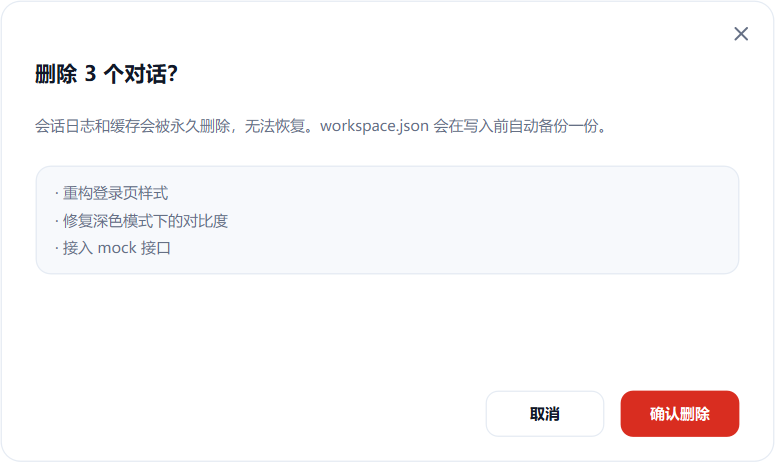 删除 3 个对话？
会话日志和缓存会被永久删除，无法恢复。workspace.json 会在写入前自动备份一份。
· 重构登录页样式
· 修复深色模式下的对比度
· 接入 mock 接口
取消
确认删除